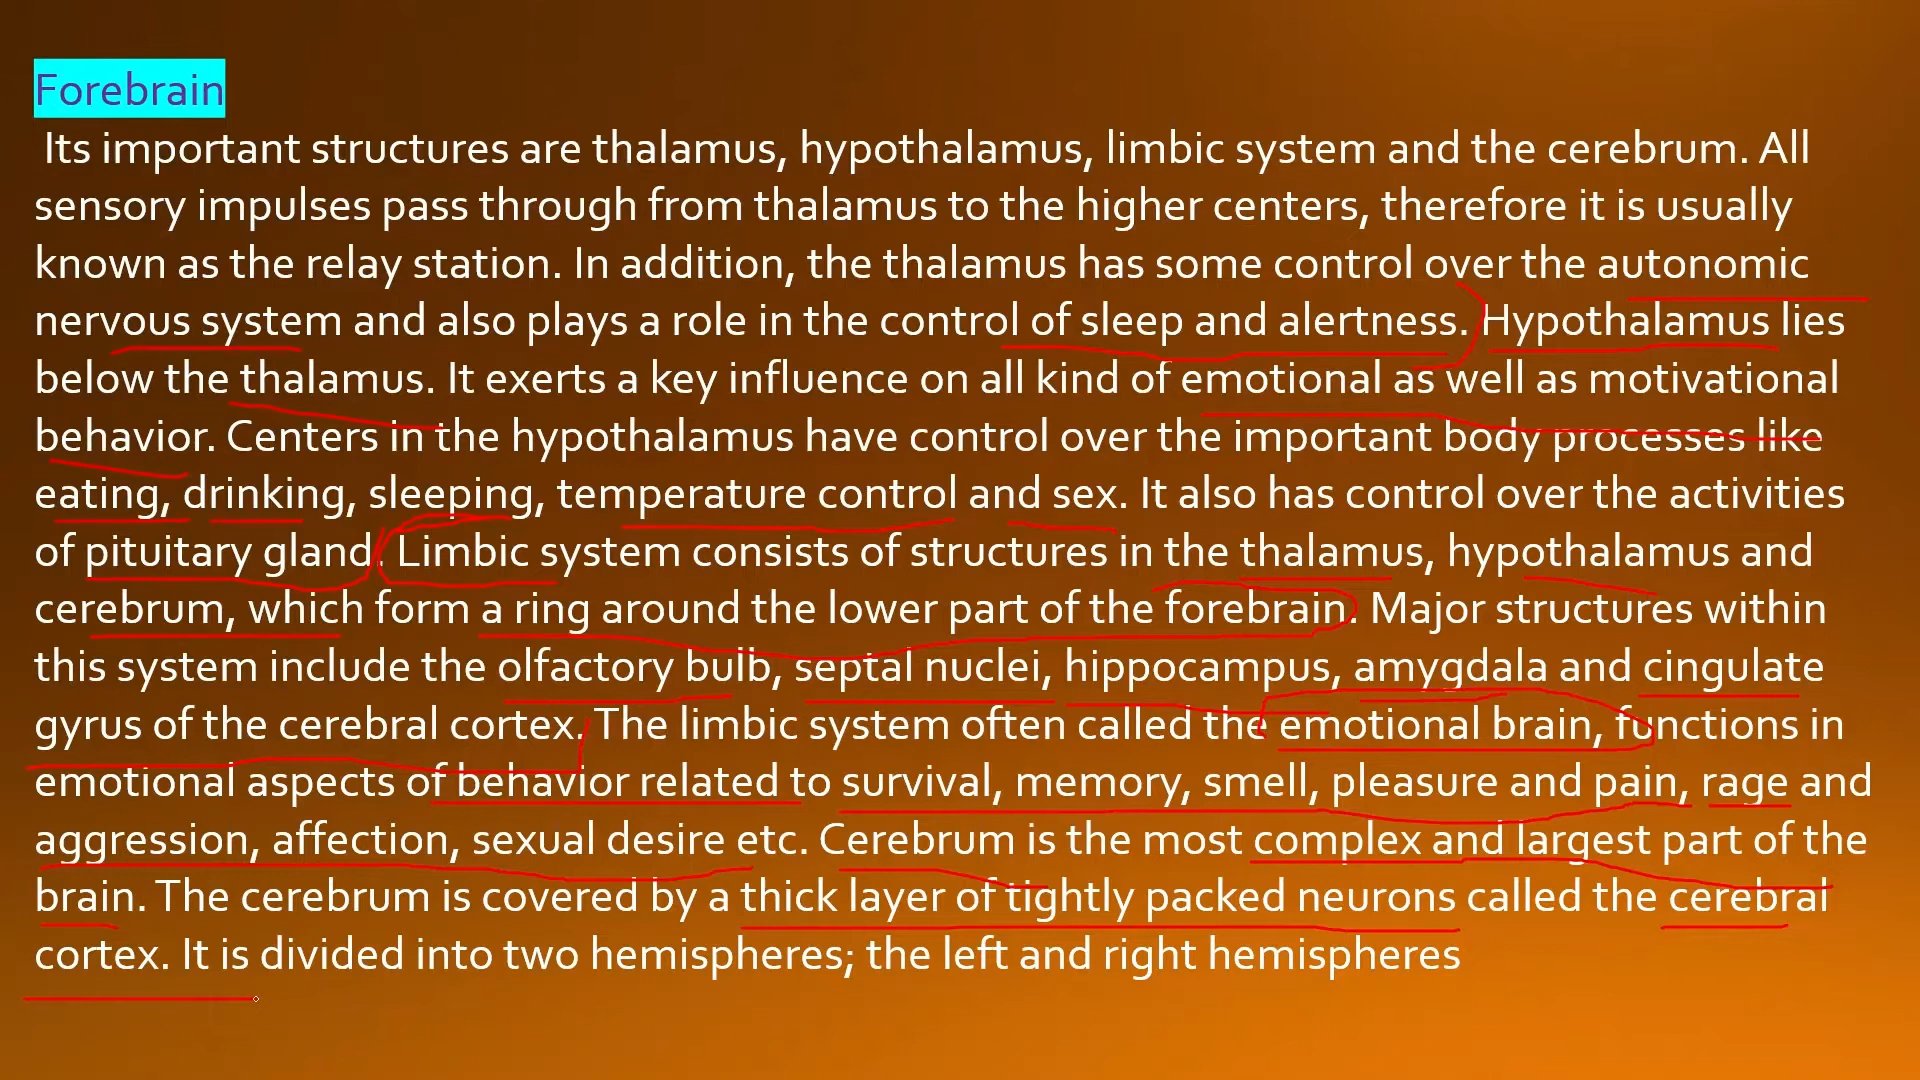 Forebrain
Its important structures are thalamus, hypothalamus, limbic system and the cerebrum. All
sensory impulses pass through from thalamus to the higher centers, therefore it is usually
known as the relay station. In addition, the thalamus has some control over the autonomic
nervous system and also plays a role in the control of sleep and alertness. Hypothalamus lies
below the thalamus. It exerts a key influence on all kind of emotional as well as motivational
behavior. Centers in the hypothalamus have control over the important body processes like
eating, drinking, sleeping, temperature control and sex. It also has control over the activities
of pituitary gland. Limbic system consists of structures in the thalamus, hypothalamus and
cerebrum, which form a ring around the lower part of the forebrain. Major structures within
this system include the olfactory bulb, septal nuclei, hippocampus, amygdala and cingulate
gyrus of the cerebral cortex. The limbic system often called the emotional brain, functions in
emotional aspects of behavior related to survival, memory, smell, pleasure and pain, rage and
aggression, affection, sexual desire etc. Cerebrum is the most complex and largest part of the
brain. The cerebrum is covered by a thick layer of tightly packed neurons called the cerebral
cortex. It is divided into two hemispheres; the left and right hemispheres